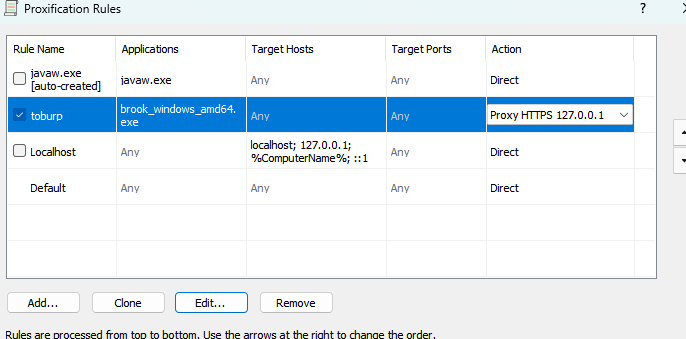 Proxification Rules
?
Rule Name Applications Target Hosts Target Ports Action
javaw.exe
[auto-created] javaw.exe Any Any Direct
toburp brook_windows_amd64.
exe Any Any Proxy HTTPS 127.0.0.1
Localhost Any localhost; 127.0.0.1;
%ComputerName%; ::1 Any Direct
Default Any Any Any Direct
Add... Clone Edit... Remove
Rules are processed from top to bottom. Use the arrows at the right to change the order.